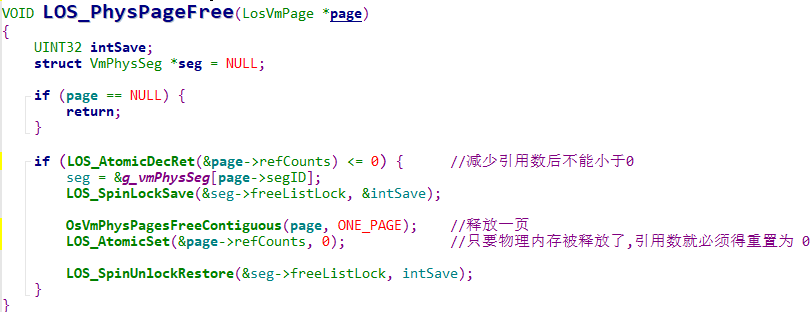 VOID LOS_PhysPageFree(LosVmPage *page)
{
    UINT32 intSave;
    struct VmPhysSeg *seg = NULL;
    if (page == NULL) {
        return;
    }
    if (LOS_AtomicDecRet(&page->refCounts) <= 0) {      //减少引用数后不能小于0
        seg = &g_vmPhysSeg[page->segID];
        LOS_SpinLockSave(&seg->freeListLock, &intSave);
        OsVmPhysPagesFreeContiguous(page, ONE_PAGE);    //释放一页
        LOS_AtomicSet(&page->refCounts, 0);             //只要物理内存被释放了,引用数就必须得重置为 0
        LOS_SpinUnlockRestore(&seg->freeListLock, intSave);
    }
}